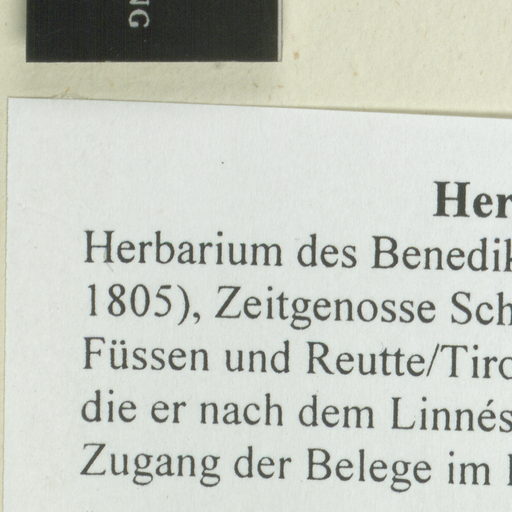 NG
Her
Herbarium des Benedik
1805), Zeitgenosse Sch
Füssen und Reutte/Tiro
die er nach dem Linnés
Zugang der Belege im